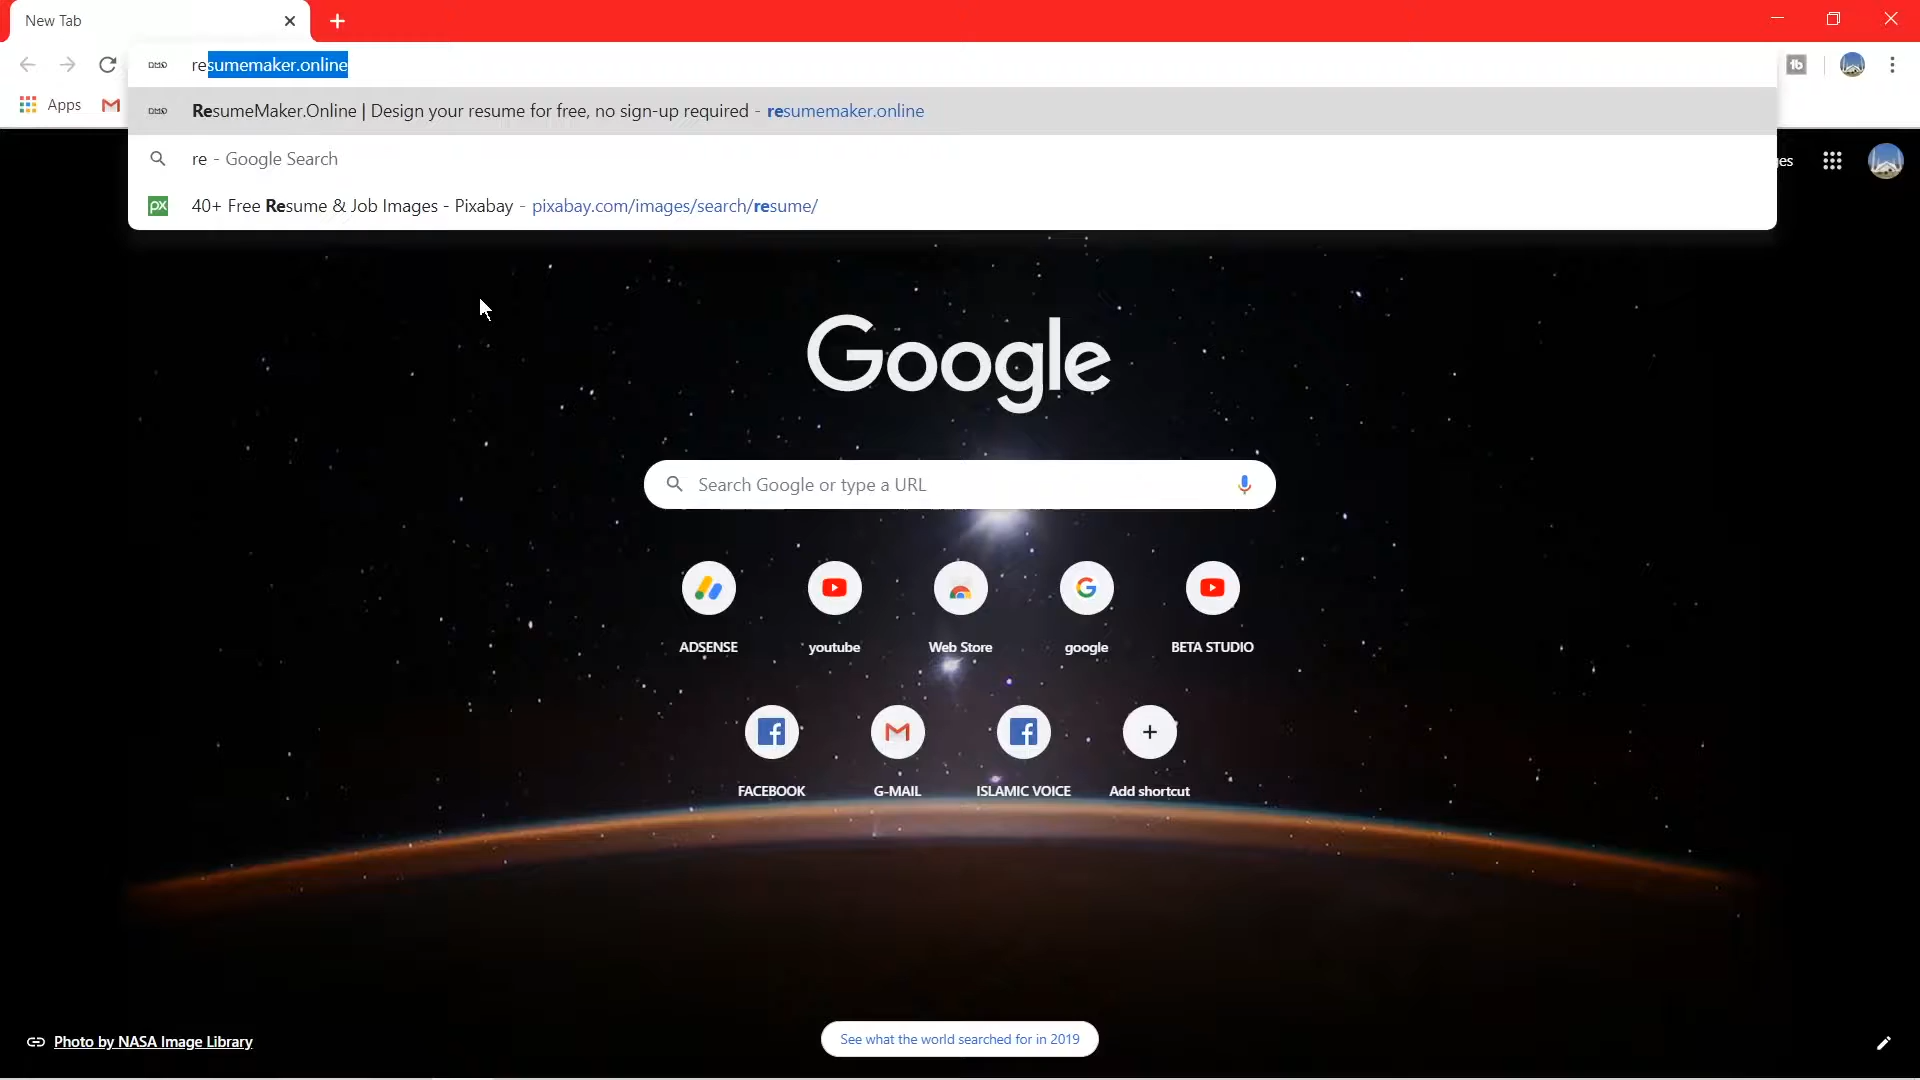 New Tab
resumemaker.online
Apps
ResumeMaker.Online | Design your resume for free, no sign-up required - resumemaker.online
re - Google Search
40+ Free Resume & Job Images - Pixabay - pixabay.com/images/search/resume/
Google
Search Google or type a URL
ADSENSE youtube Web Store google BETA STUDIO
FACEBOOK G-MAIL ISLAMIC VOICE Add shortcut
Photo by NASA Image Library
See what the world searched for in 2019